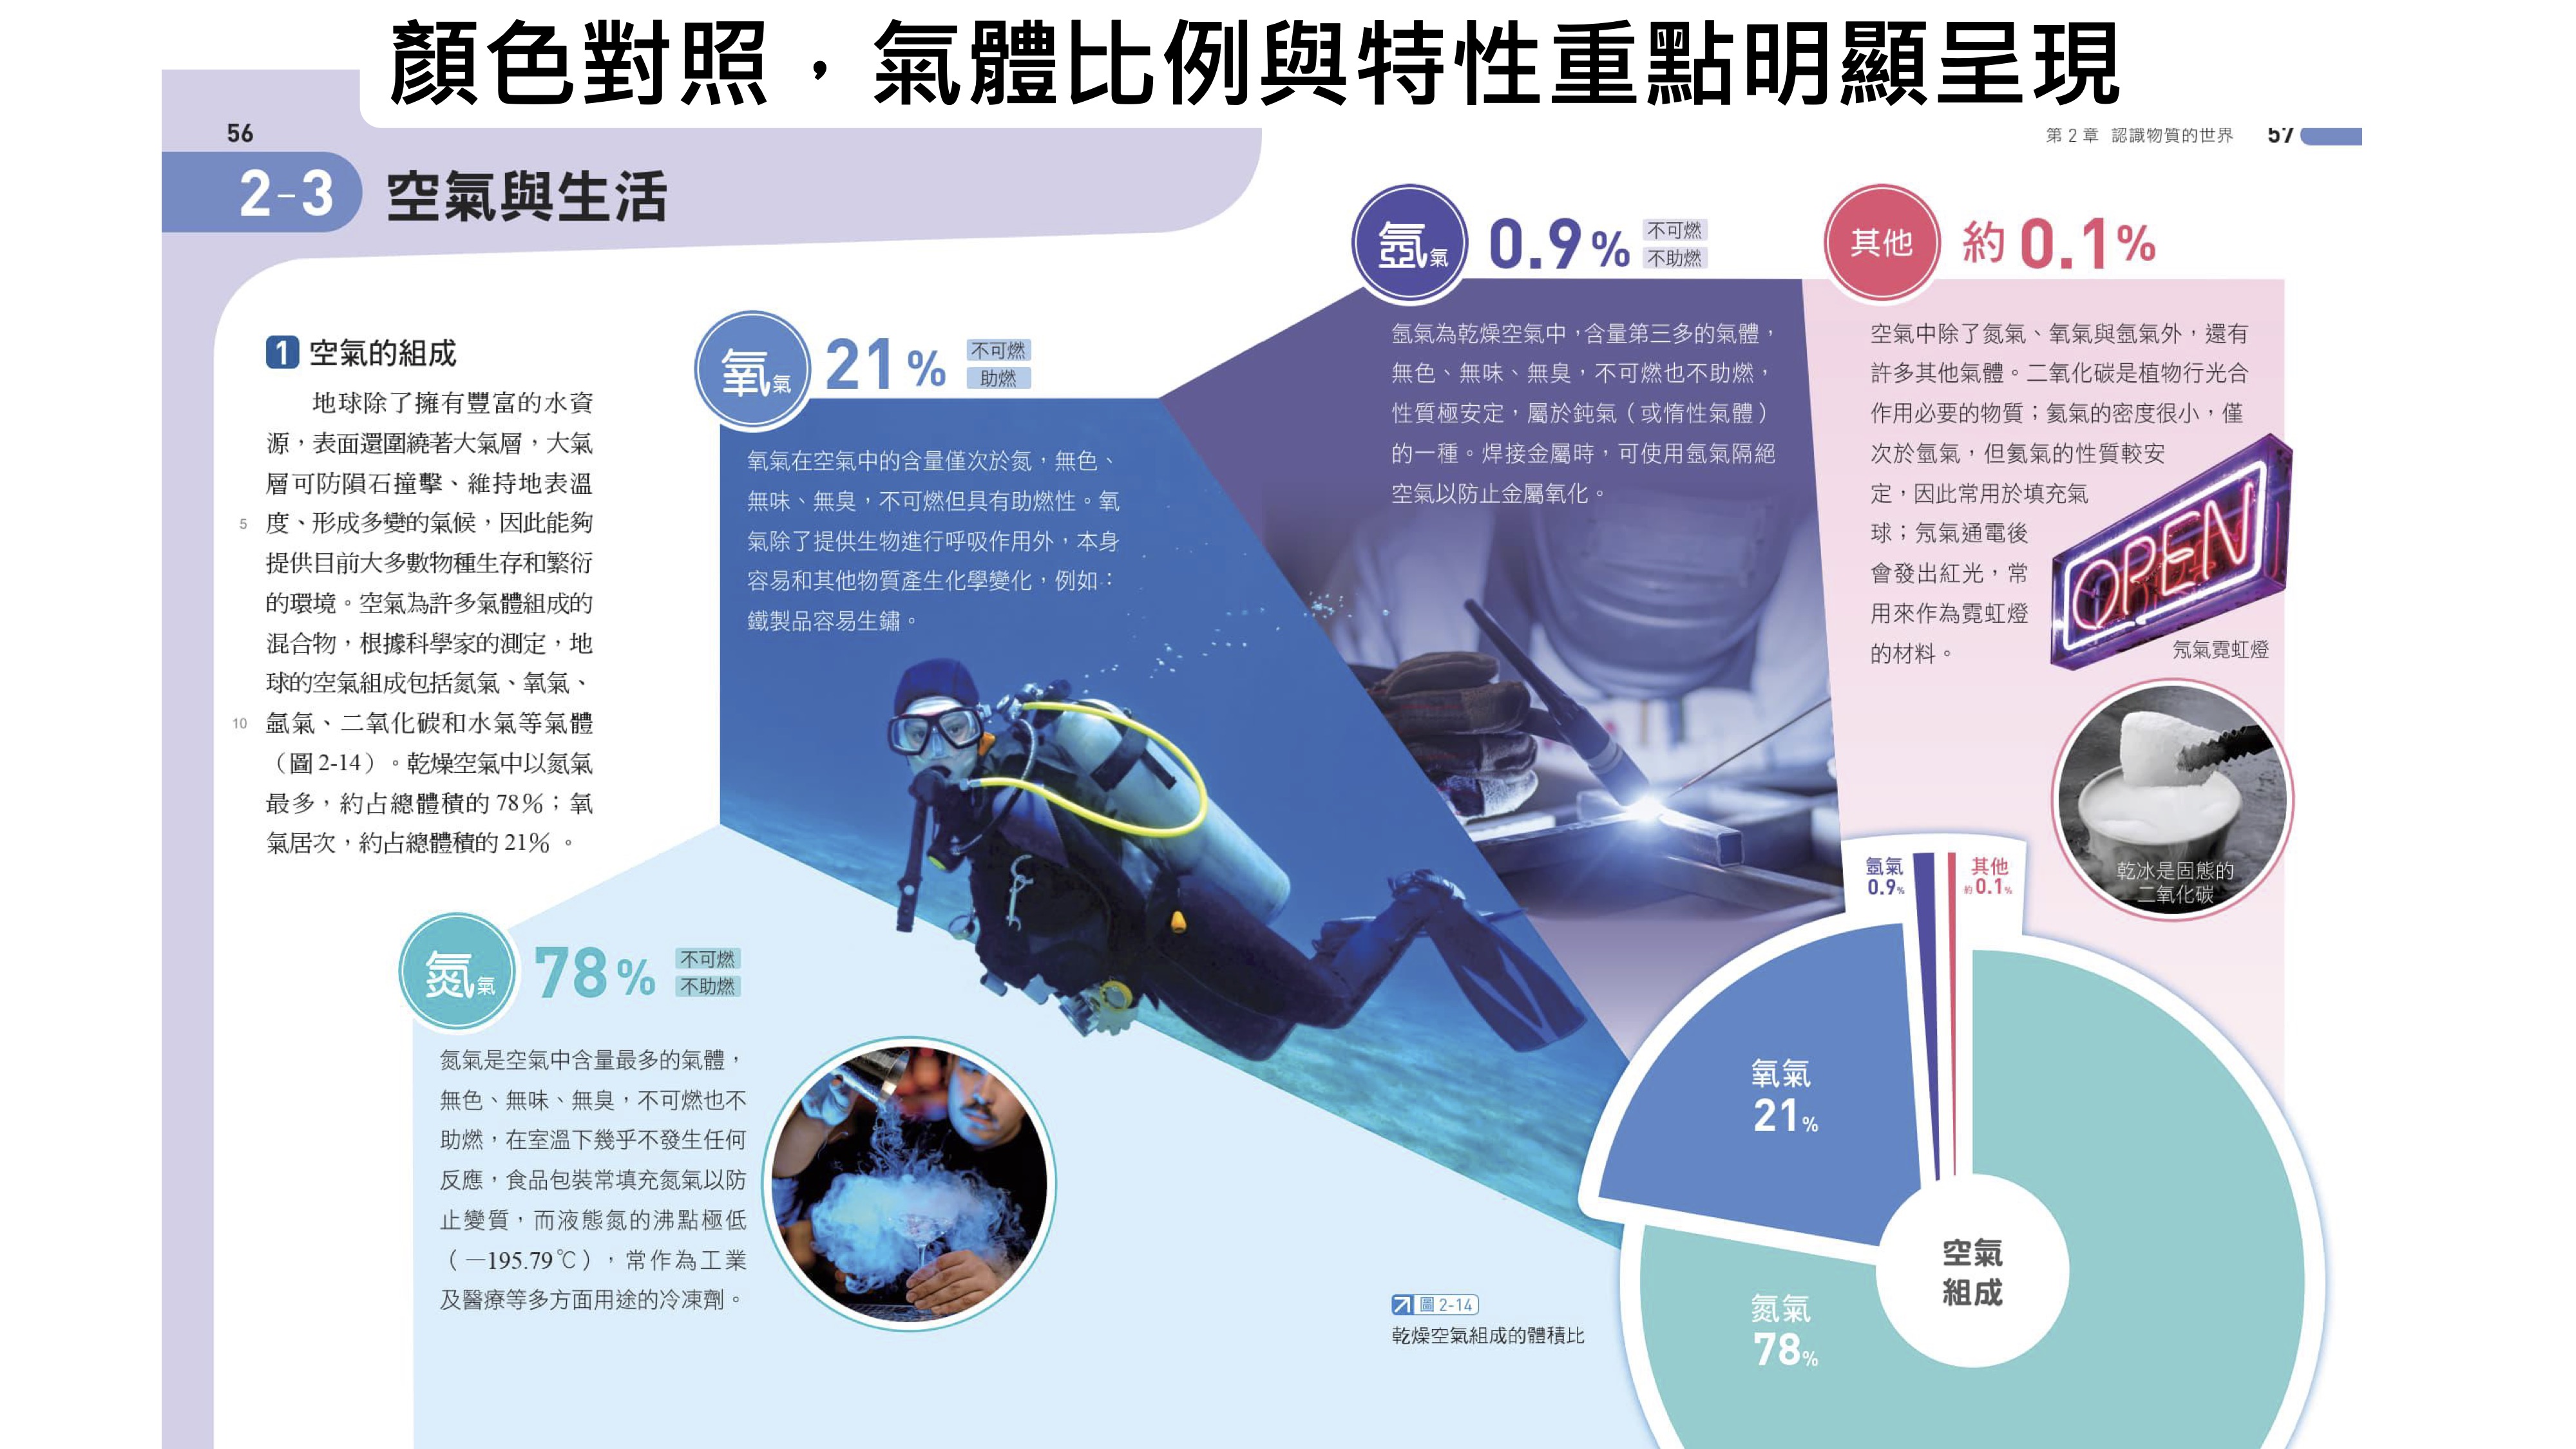 顏色對照，氣體比例與特性重點明顯呈現
56
第 2 章 認識物質的世界 57
2-3 空氣與生活
1 空氣的組成
地球除了擁有豐富的水資
源，表面還圍繞著大氣層，大氣
層可防隕石撞擊、維持地表溫
5 度、形成多變的氣候，因此能夠
提供目前大多數物種生存和繁衍
的環境。空氣為許多氣體組成的
混合物，根據科學家的測定，地
球的空氣組成包括氮氣、氧氣、
10 氬氣、二氧化碳和水氣等氣體
（圖 2-14）。乾燥空氣中以氮氣
最多，約占總體積的 78%；氧
氣居次，約占總體積的 21% 。
氮氣 78%
不可燃
不助燃
氮氣是空氣中含量最多的氣體，
無色、無味、無臭，不可燃也不
助燃，在室溫下幾乎不發生任何
反應，食品包裝常填充氮氣以防
止變質，而液態氮的沸點極低
（－195.79℃），常作為工業
及醫療等多方面用途的冷凍劑。
氧氣 21%
不可燃
助燃
氧氣在空氣中的含量僅次於氮，無色、
無味、無臭，不可燃但具有助燃性。氧
氣除了提供生物進行呼吸作用外，本身
容易和其他物質產生化學變化，例如：
鐵製品容易生鏽。
氬氣 0.9%
不可燃
不助燃
氬氣為乾燥空氣中，含量第三多的氣體，
無色、無味、無臭，不可燃也不助燃，
性質極安定，屬於鈍氣（或惰性氣體）
的一種。焊接金屬時，可使用氬氣隔絕
空氣以防止金屬氧化。
其他 約 0.1%
空氣中除了氮氣、氧氣與氬氣外，還有
許多其他氣體。二氧化碳是植物行光合
作用必要的物質；氦氣的密度很小，僅
次於氫氣，但氦氣的性質較安
定，因此常用於填充氣
球；氖氣通電後
會發出紅光，常
用來作為霓虹燈
的材料。
OPEN
氖氣霓虹燈
乾冰是固態的
二氧化碳
氬氣
0.9%
其他
約0.1%
氧氣
21%
氮氣
78%
空氣
組成
圖 2-14
乾燥空氣組成的體積比